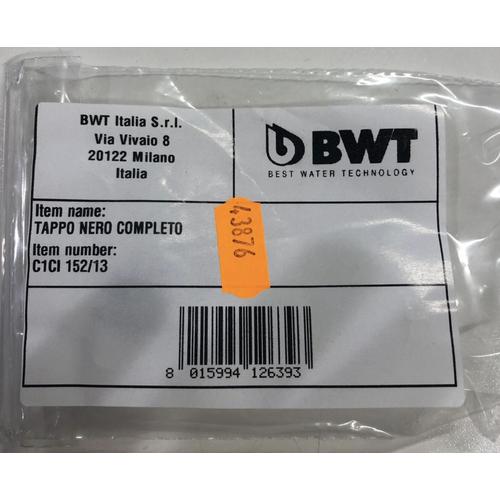 BWT Italia S.r.l.
Via Vivaio 8
20122 Milano
Italia
BWT
BEST WATER TECHNOLOGY
Item name:
TAPPO NERO COMPLETO
Item number:
C1CI 152/13
43876
8 015994 126393